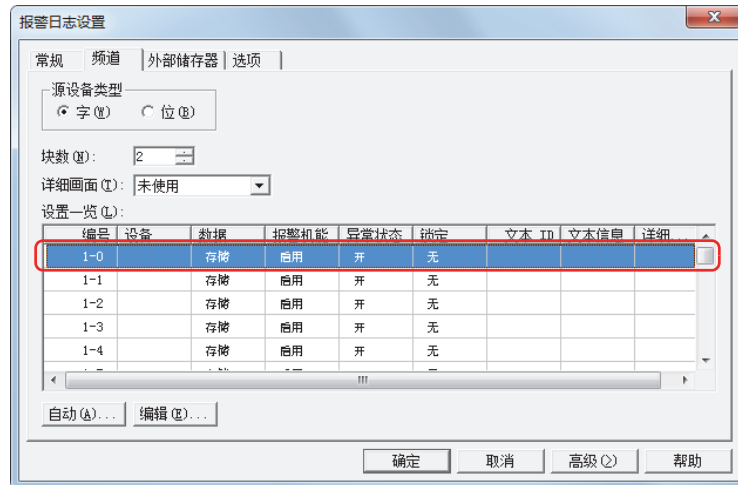 报警日志设置
常规 频道 外部储存器 选项
源设备类型
字(W) 位(B)
块数(N): 2
详细画面(T): 未使用
设置一览(L):
编号 设备 数据 报警机能 异常状态 锁定 文本 ID 文本信息 详细...
1-0 存储 启用 开 无
1-1 存储 启用 开 无
1-2 存储 启用 开 无
1-3 存储 启用 开 无
1-4 存储 启用 开 无
自动(A)... 编辑(E)...
确定 取消 高级(>) 帮助